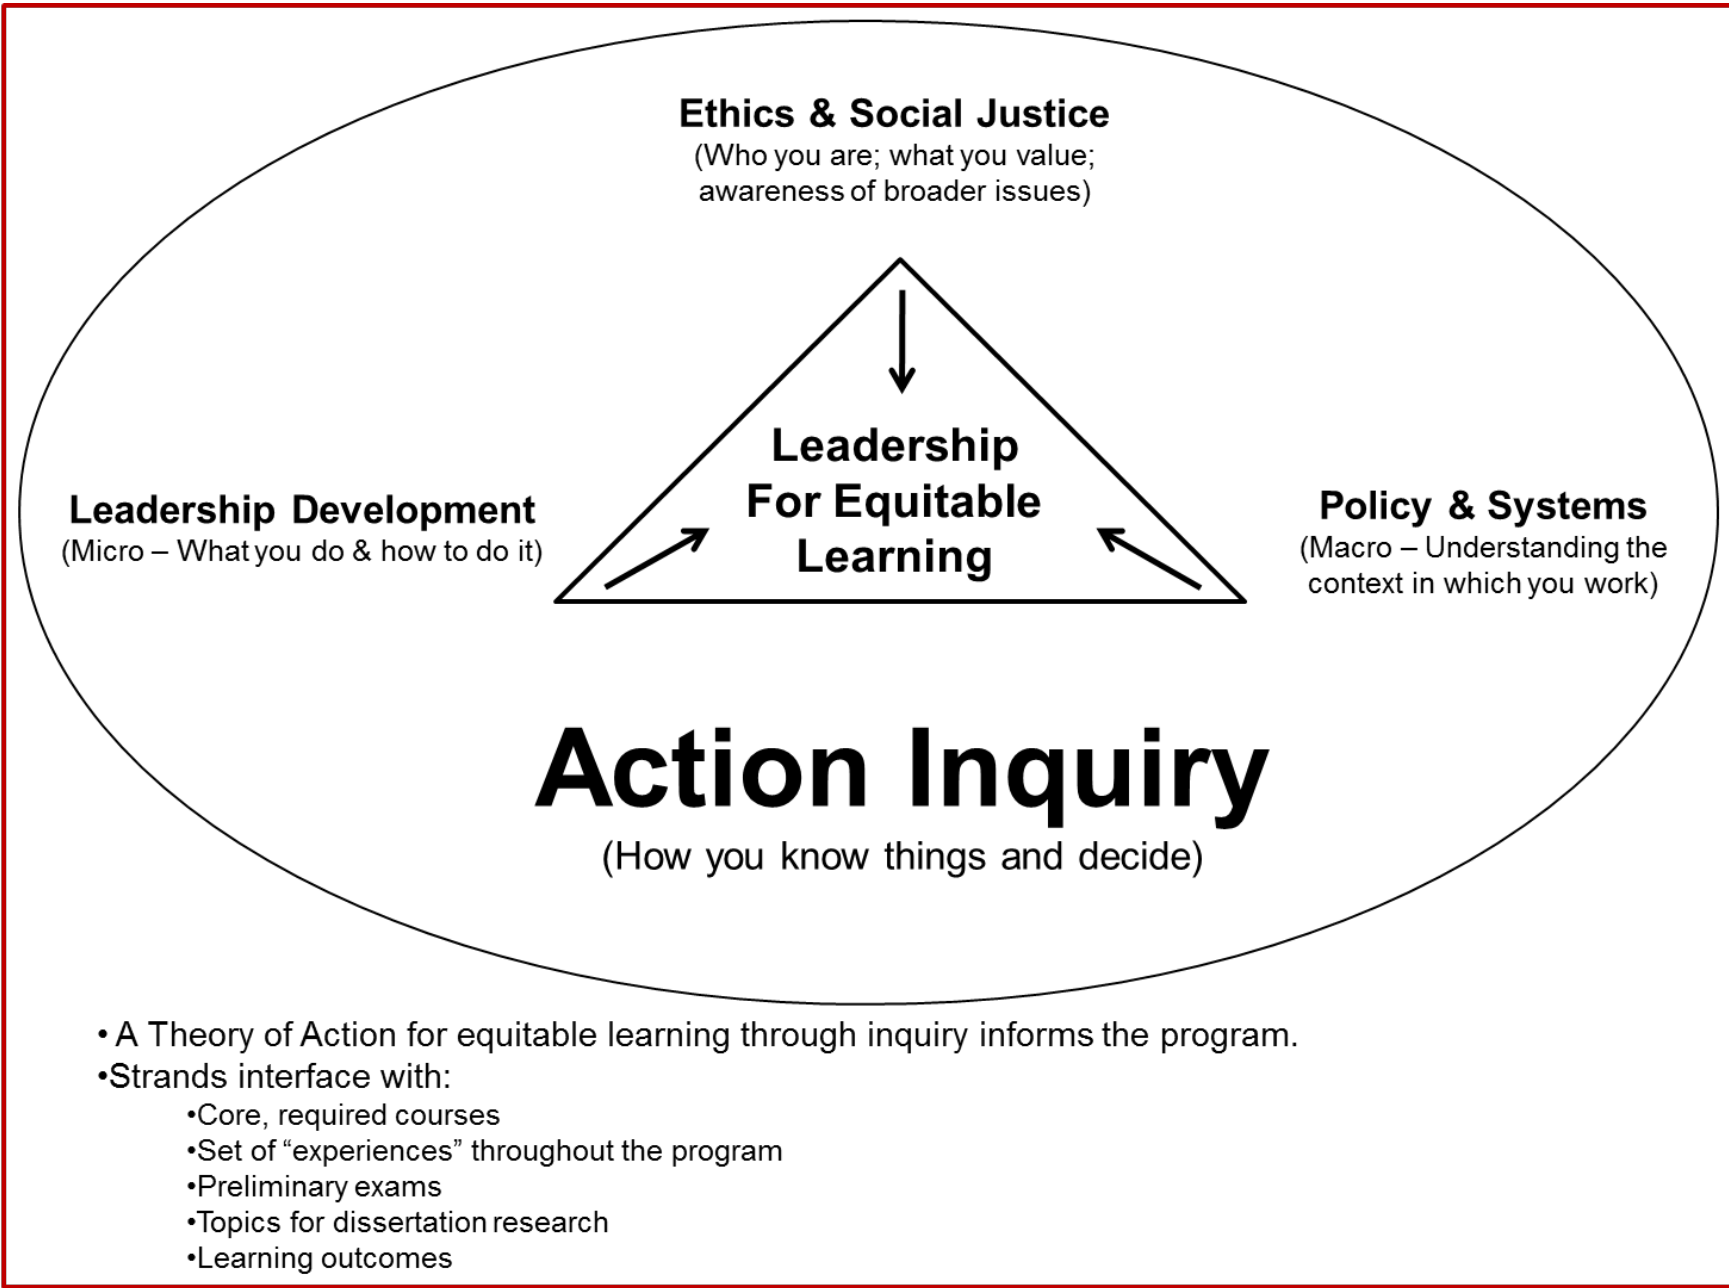 Ethics & Social Justice
(Who you are; what you value;
awareness of broader issues)
Leadership
For Equitable
Learning
Leadership Development
(Micro – What you do & how to do it)
Policy & Systems
(Macro – Understanding the
context in which you work)
Action Inquiry
(How you know things and decide)
• A Theory of Action for equitable learning through inquiry informs the program.
•Strands interface with:
•Core, required courses
•Set of “experiences” throughout the program
•Preliminary exams
•Topics for dissertation research
•Learning outcomes